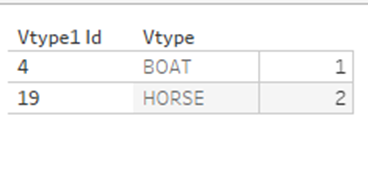 Vtype1 Id Vtype
4 BOAT 1
19 HORSE 2